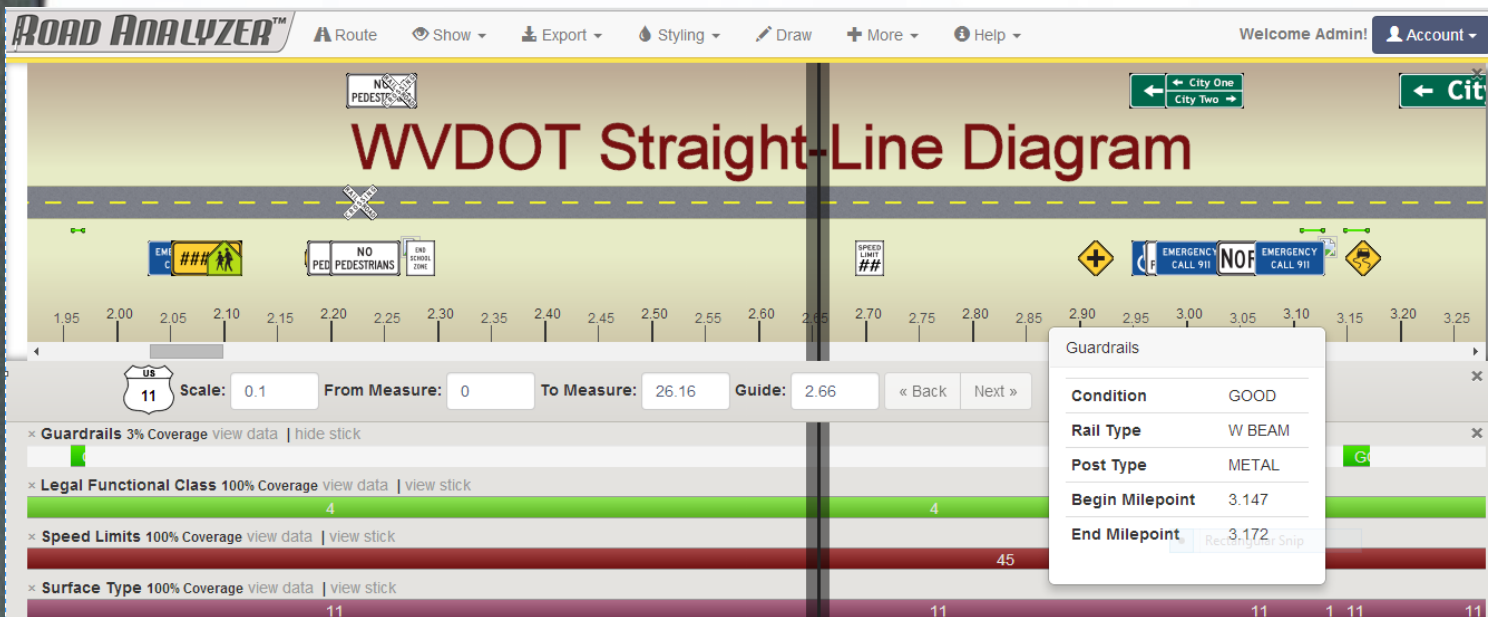 ROAD ANALYZER™
Route Show Export Styling Draw More Help Welcome Admin! Account
NO
PEDEST
RAILROAD CROSSING
← City One
City Two →
← City
WVDOT Straight-Line Diagram
RAILROAD CROSSING
EME
C
###
PED
NO
PEDESTRIANS
END
SCHOOL
ZONE
SPEED
LIMIT
##
EMERGENCY
CALL 911
NOF
EMERGENCY
CALL 911
1.95 2.00 2.05 2.10 2.15 2.20 2.25 2.30 2.35 2.40 2.45 2.50 2.55 2.60 2.65 2.70 2.75 2.80 2.85 2.90 2.95 3.00 3.05 3.10 3.15 3.20 3.25
US
11
Scale: 0.1 From Measure: 0 To Measure: 26.16 Guide: 2.66 « Back Next »
× Guardrails 3% Coverage view data | hide stick
GO
× Legal Functional Class 100% Coverage view data | view stick
4 4
× Speed Limits 100% Coverage view data | view stick
45
× Surface Type 100% Coverage view data | view stick
11 11 11 1 11 11
Guardrails
Condition GOOD
Rail Type W BEAM
Post Type METAL
Begin Milepoint 3.147
End Milepoint 3.172
Rectangular Snip